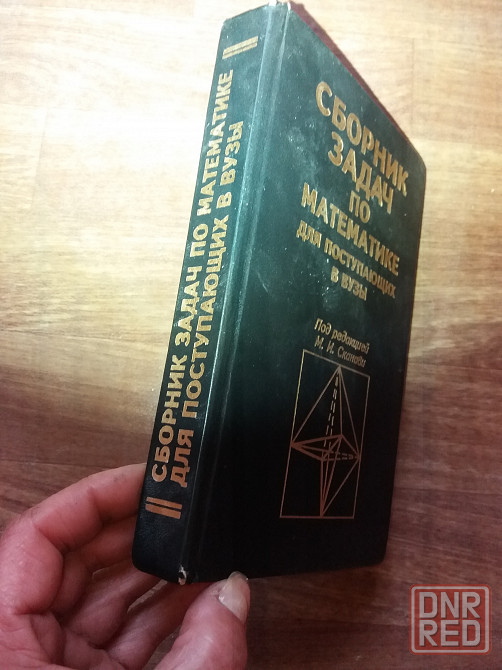 СБОРНИК ЗАДАЧ ПО МАТЕМАТИКЕ
ДЛЯ ПОСТУПАЮЩИХ В ВУЗЫ
СБОРНИК
ЗАДАЧ
ПО
МАТЕМАТИКЕ
ДЛЯ ПОСТУПАЮЩИХ
В ВУЗЫ
Под редакцией
М. И. Сканави
DNR
RED